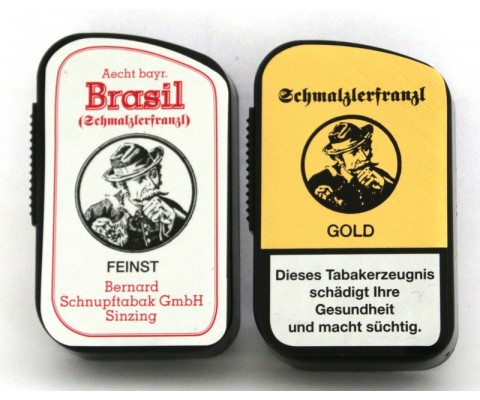 Aecht bayr.
Brasil
(Schmalzlerfranzl)
FEINST
Bernard
Schnupftabak GmbH
Sinzing
Schmalzlerfranzl
GOLD
Dieses Tabakerzeugnis
schädigt Ihre
Gesundheit
und macht süchtig.